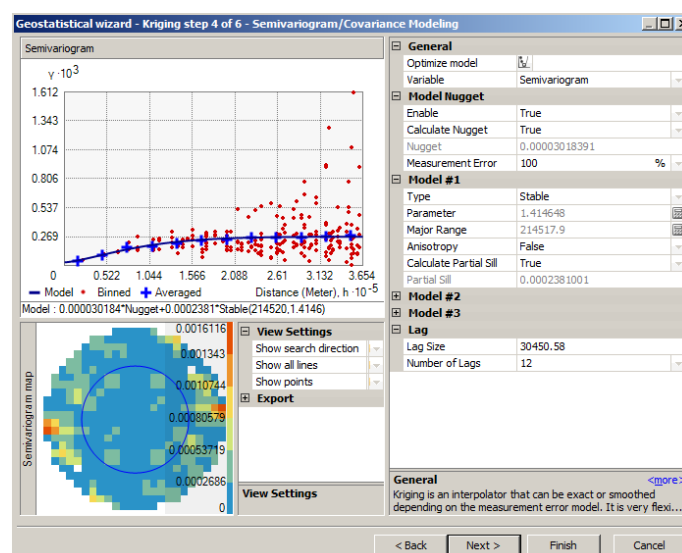 Geostatistical wizard - Kriging step 4 of 6 - Semivariogram/Covariance Modeling
Semivariogram
γ·10³
1.612
1.343
1.074
0.806
0.537
0.269
0 0.522 1.044 1.566 2.088 2.61 3.132 3.654
Model Binned Averaged Distance (Meter), h·10⁻⁵
Model : 0.000030184*Nugget+0.0002381*Stable(214520,1.4146)
Semivariogram map
0.0016116
0.001343
0.0010744
0.00080579
0.00053719
0.0002686
0
View Settings
Show search direction
Show all lines
Show points
Export
View Settings
General
Optimize model
Variable Semivariogram
Model Nugget
Enable True
Calculate Nugget True
Nugget 0.00003018391
Measurement Error 100 %
Model #1
Type Stable
Parameter 1.414648
Major Range 214517.9
Anisotropy False
Calculate Partial Sill True
Partial Sill 0.0002381001
Model #2
Model #3
Lag
Lag Size 30450.58
Number of Lags 12
General <more>
Kriging is an interpolator that can be exact or smoothed
depending on the measurement error model. It is very flexi...
< Back Next > Finish Cancel